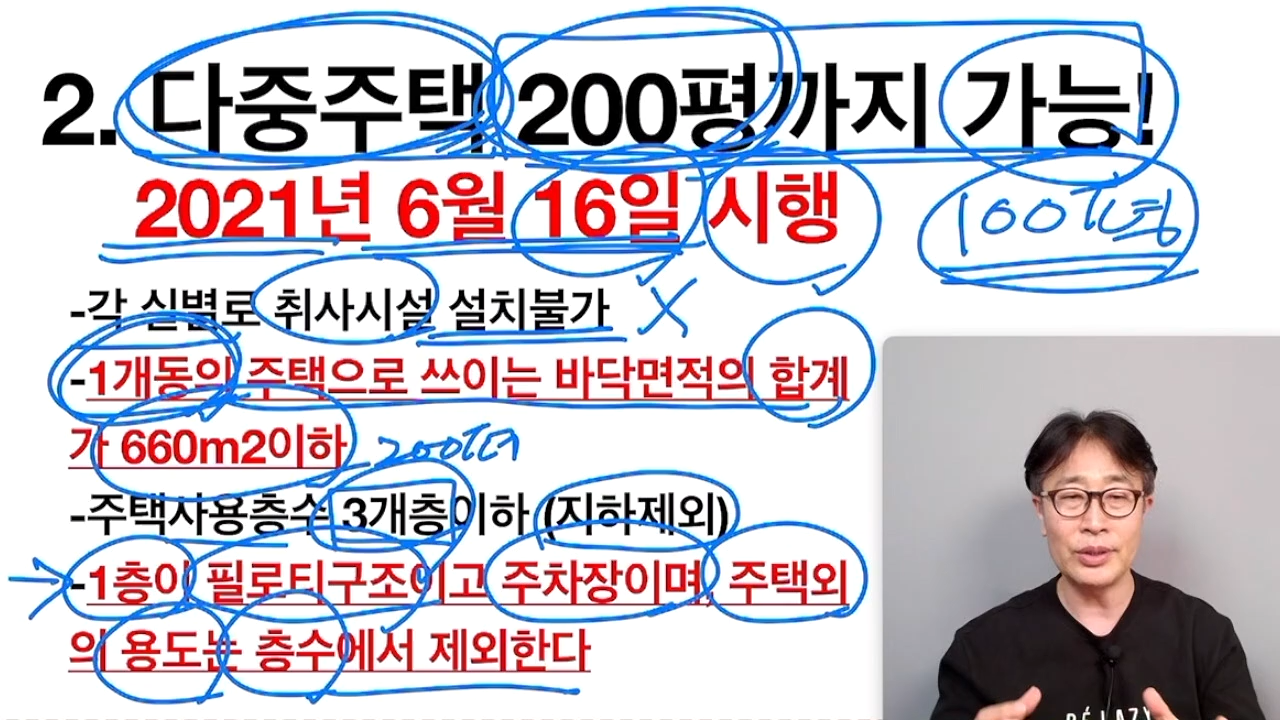 2. 다중주택 200평까지 가능!
2021년 6월 16일 시행
100평
-각 신별로 취사시설 설치불가 X
-1개동의 주택으로 쓰이는 바닥면적의 합계
가 660m2이하 200평
-주택사용층수 3개층이하 (지하제외)
-1층이 필로티구조이고 주차장이며, 주택외
의 용도는 층수에서 제외한다
BÉ LAZY